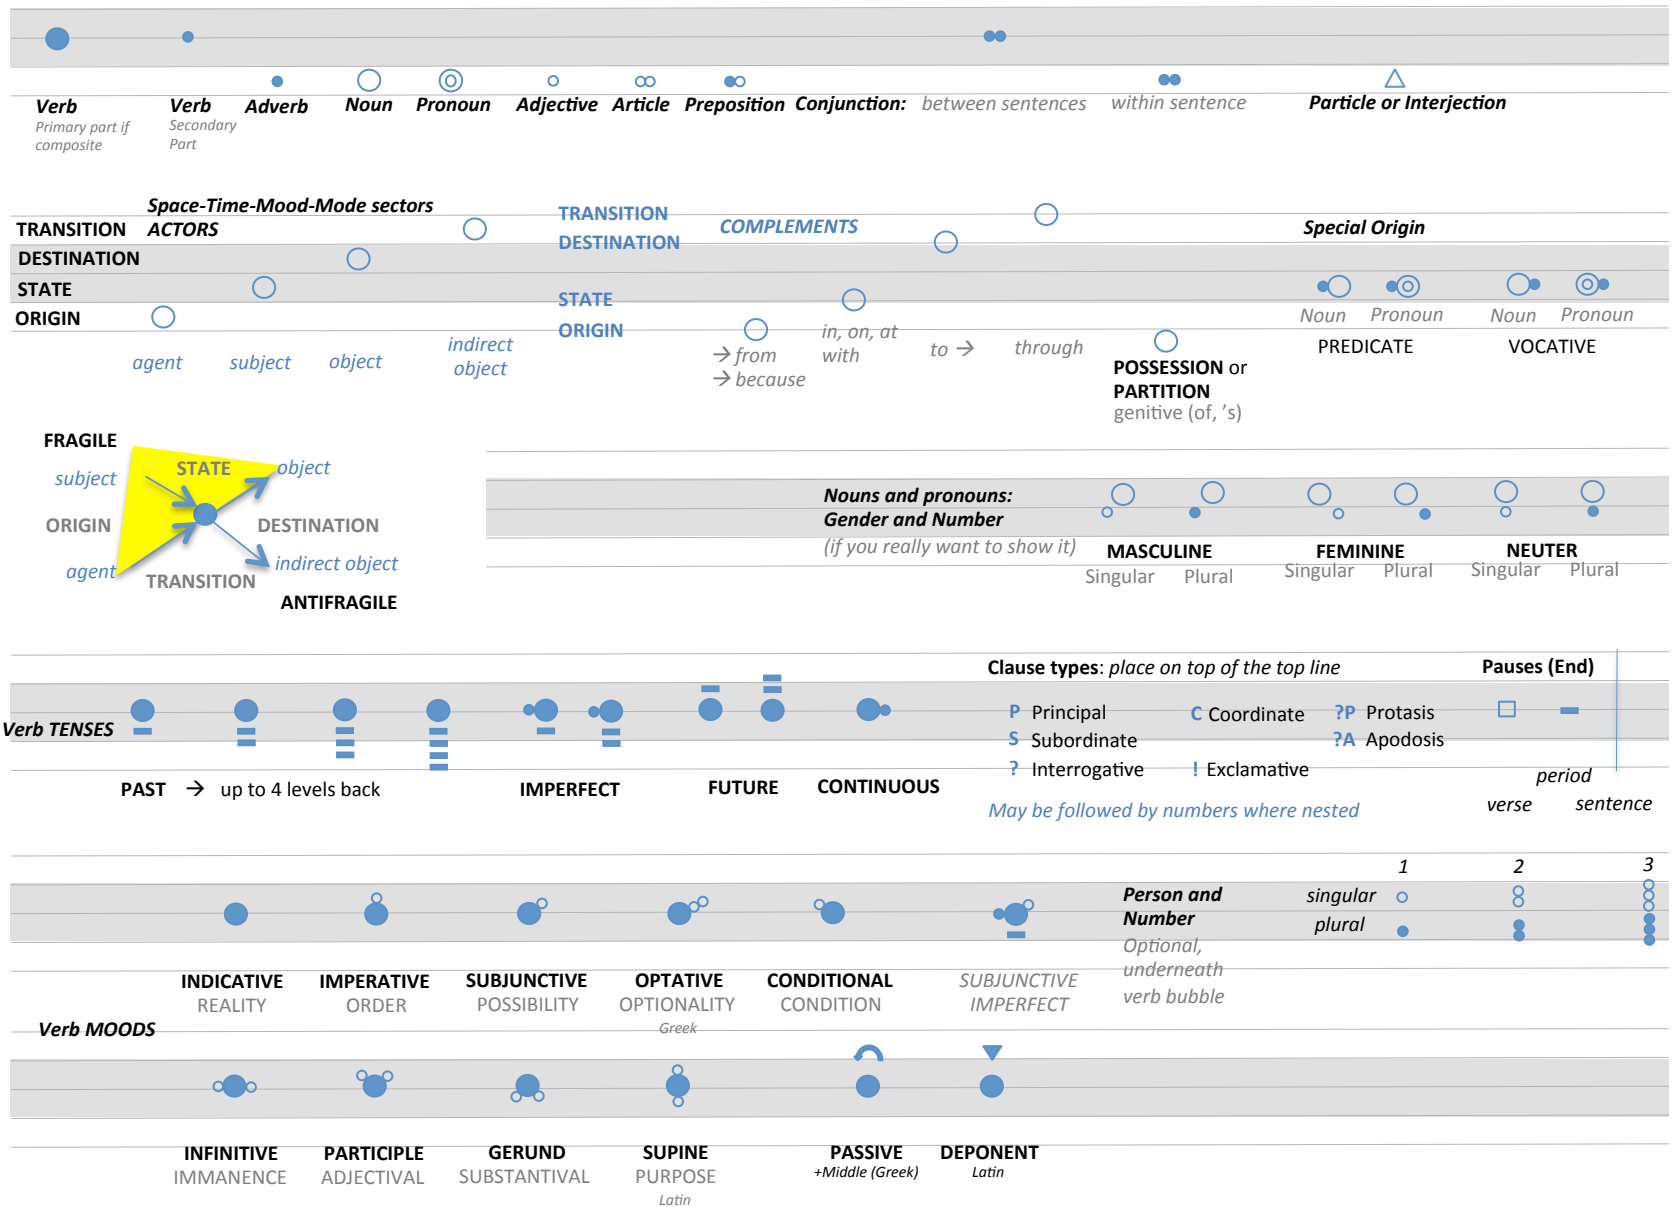 Verb Verb Adverb Noun Pronoun Adjective Article Preposition Conjunction: between sentences within sentence Particle or Interjection
Primary part if composite
Secondary Part
Space-Time-Mood-Mode sectors
ACTORS
TRANSITION
DESTINATION
STATE
ORIGIN
agent subject object indirect object
TRANSITION
DESTINATION
STATE
ORIGIN
COMPLEMENTS
→ from
→ because
in, on, at
with
to →
through
POSSESSION or
PARTITION
genitive (of, 's)
Special Origin
Noun Pronoun Noun Pronoun
PREDICATE VOCATIVE
FRAGILE
subject STATE object
ORIGIN DESTINATION
agent TRANSITION indirect object
ANTIFRAGILE
Nouns and pronouns:
Gender and Number
(if you really want to show it)
MASCULINE FEMININE NEUTER
Singular Plural Singular Plural Singular Plural
Verb TENSES
PAST → up to 4 levels back IMPERFECT FUTURE CONTINUOUS
Clause types: place on top of the top line
P Principal C Coordinate ?P Protasis
S Subordinate ?A Apodosis
? Interrogative ! Exclamative
May be followed by numbers where nested
Pauses (End)
period
verse sentence
1 2 3
Person and
Number
singular
plural
Optional,
underneath
verb bubble
INDICATIVE IMPERATIVE SUBJUNCTIVE OPTATIVE CONDITIONAL SUBJUNCTIVE
REALITY ORDER POSSIBILITY OPTIONALITY CONDITION IMPERFECT
Greek
Verb MOODS
INFINITIVE PARTICIPLE GERUND SUPINE PASSIVE DEPONENT
IMMANENCE ADJECTIVAL SUBSTANTIVAL PURPOSE +Middle (Greek) Latin
Latin